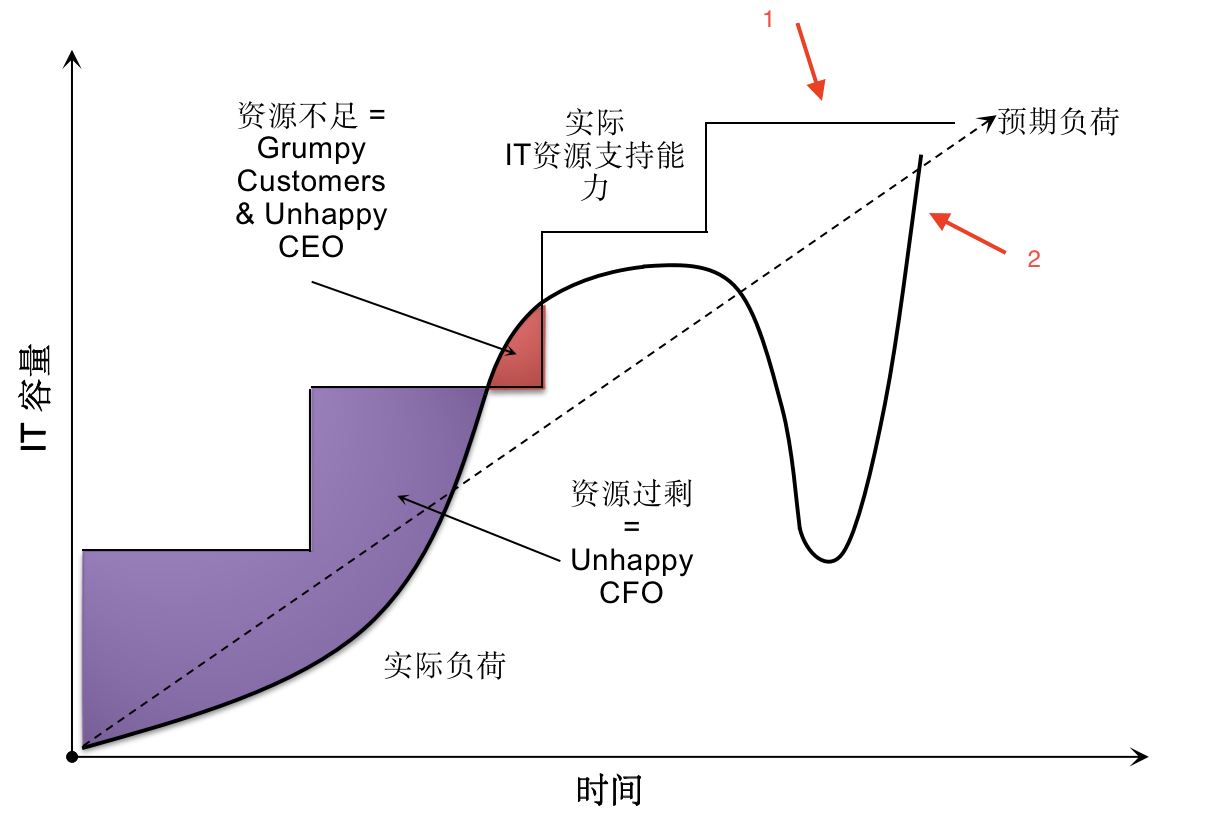 1
资源不足 =
Grumpy
Customers
& Unhappy
CEO
实际
IT资源支持能
力
预期负荷
2
IT 容量
资源过剩
=
Unhappy
CFO
实际负荷
时间